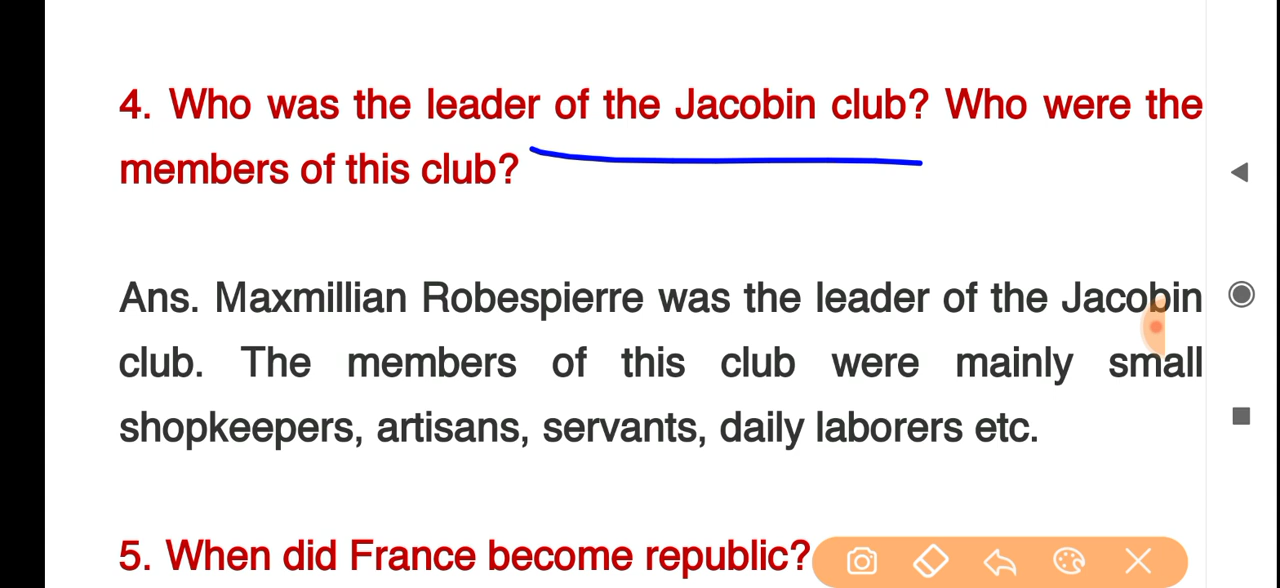 4. Who was the leader of the Jacobin club? Who were the
members of this club?
Ans. Maxmillian Robespierre was the leader of the Jacobin
club. The members of this club were mainly small
shopkeepers, artisans, servants, daily laborers etc.
5. When did France become republic?